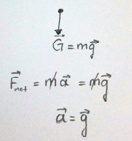 G⃗ = mg⃗
F⃗net = ma⃗ = mg⃗
a⃗ = g⃗